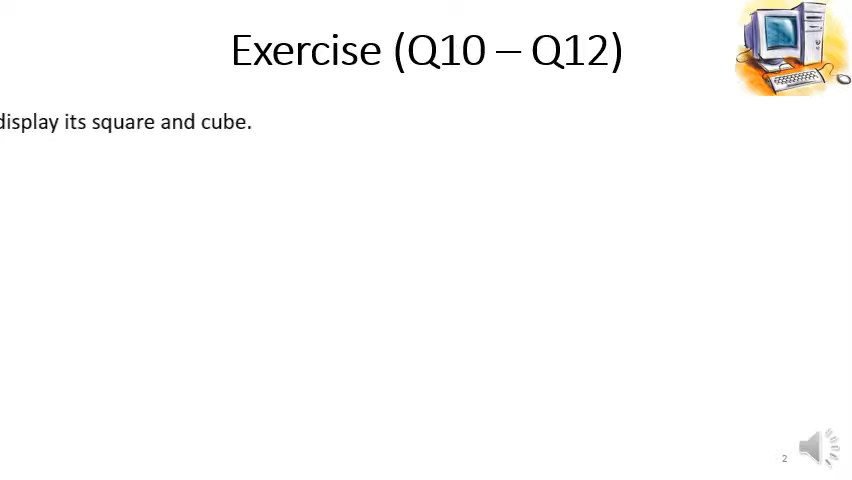 Exercise (Q10 – Q12)
display its square and cube.
2